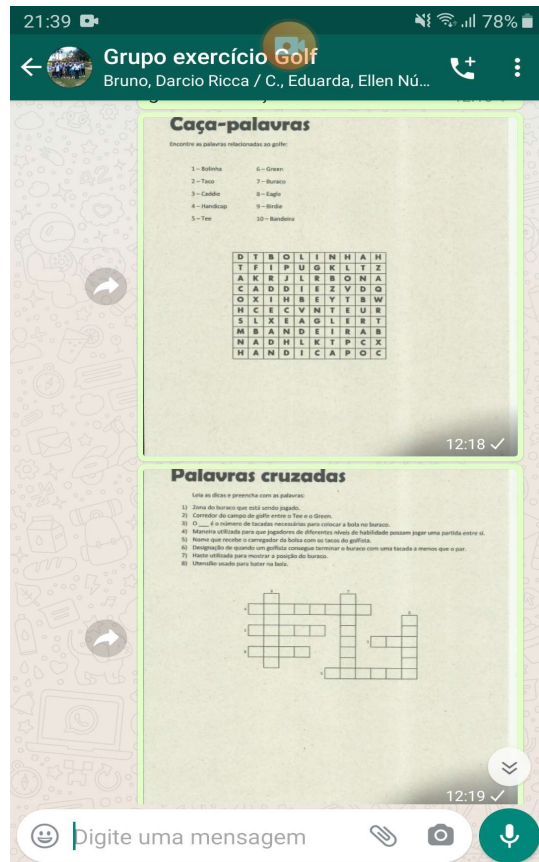 21:39
78%
Grupo exercício Golf
Bruno, Darcio Ricca / C., Eduarda, Ellen Nú...
Caça-palavras
Encontre as palavras relacionadas ao golfe:
1 – Bolinha 6 – Green
2 – Taco 7 – Buraco
3 – Caddie 8 – Eagle
4 – Handicap 9 – Birdie
5 – Tee 10 – Bandeira
D T B O L I N H A H
T F I P U G K L T Z
A K R J L R B O N A
C A D D I E Z V D Q
O X I H B E Y T B W
H C E C V N T E U R
S L X E A G L E R T
M B A N D E I R A B
N A D H L K T P C X
H A N D I C A P O C
12:18
Palavras cruzadas
Leia as dicas e preencha com as palavras:
1) Zona do buraco que está sendo jogado.
2) Corredor do campo de golfe entre o Tee e o Green.
3) O ____ é o número de tacadas necessárias para colocar a bola no buraco.
4) Maneira utilizada para que jogadores de diferentes níveis de habilidade possam jogar uma partida entre si.
5) Nome que recebe o carregador da bolsa com os tacos do golfista.
6) Designação de quando um golfista consegue terminar o buraco com uma tacada a menos que o par.
7) Haste utilizada para mostrar a posição do buraco.
8) Utensílio usado para bater na bola.
12:19
Digite uma mensagem